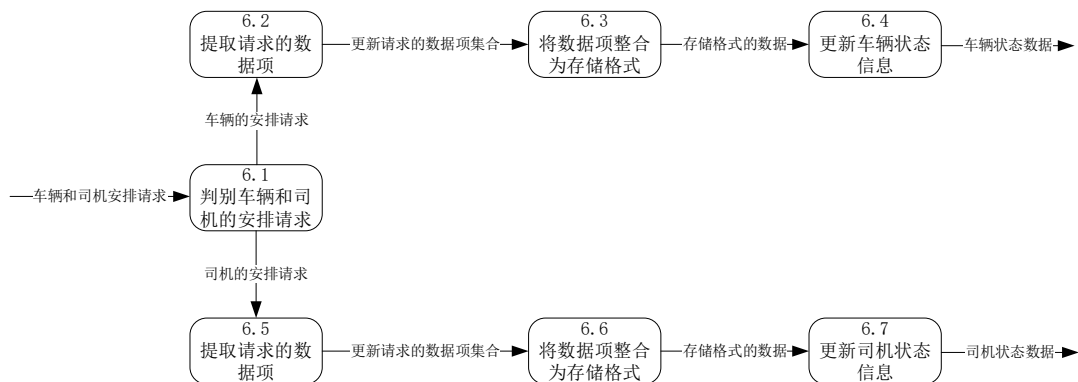 6.2
提取请求的数
据项
更新请求的数据项集合
6.3
将数据项整合
为存储格式
存储格式的数据
6.4
更新车辆状态
信息
车辆状态数据
车辆的安排请求
车辆和司机安排请求
6.1
判别车辆和司
机的安排请求
司机的安排请求
6.5
提取请求的数
据项
更新请求的数据项集合
6.6
将数据项整合
为存储格式
存储格式的数据
6.7
更新司机状态
信息
司机状态数据